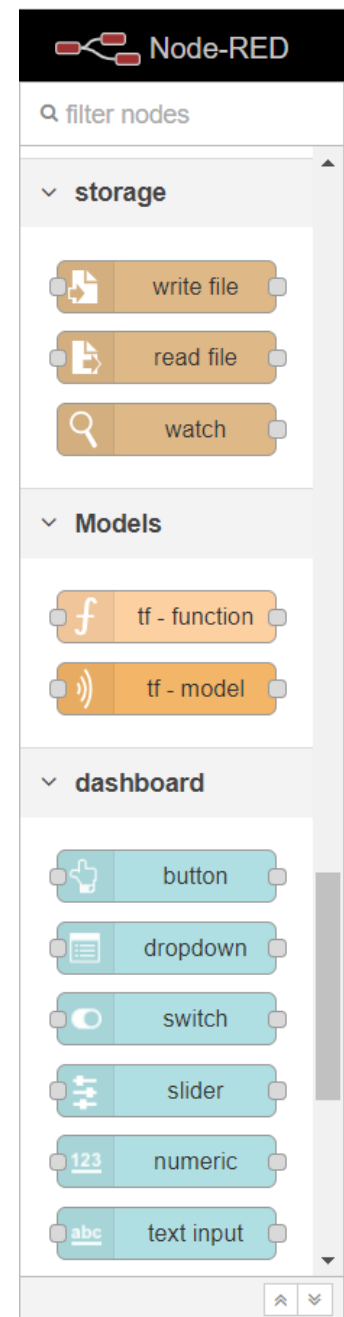 Node-RED
filter nodes
storage
write file
read file
watch
Models
f tf - function
tf - model
dashboard
button
dropdown
switch
slider
123 numeric
abc text input